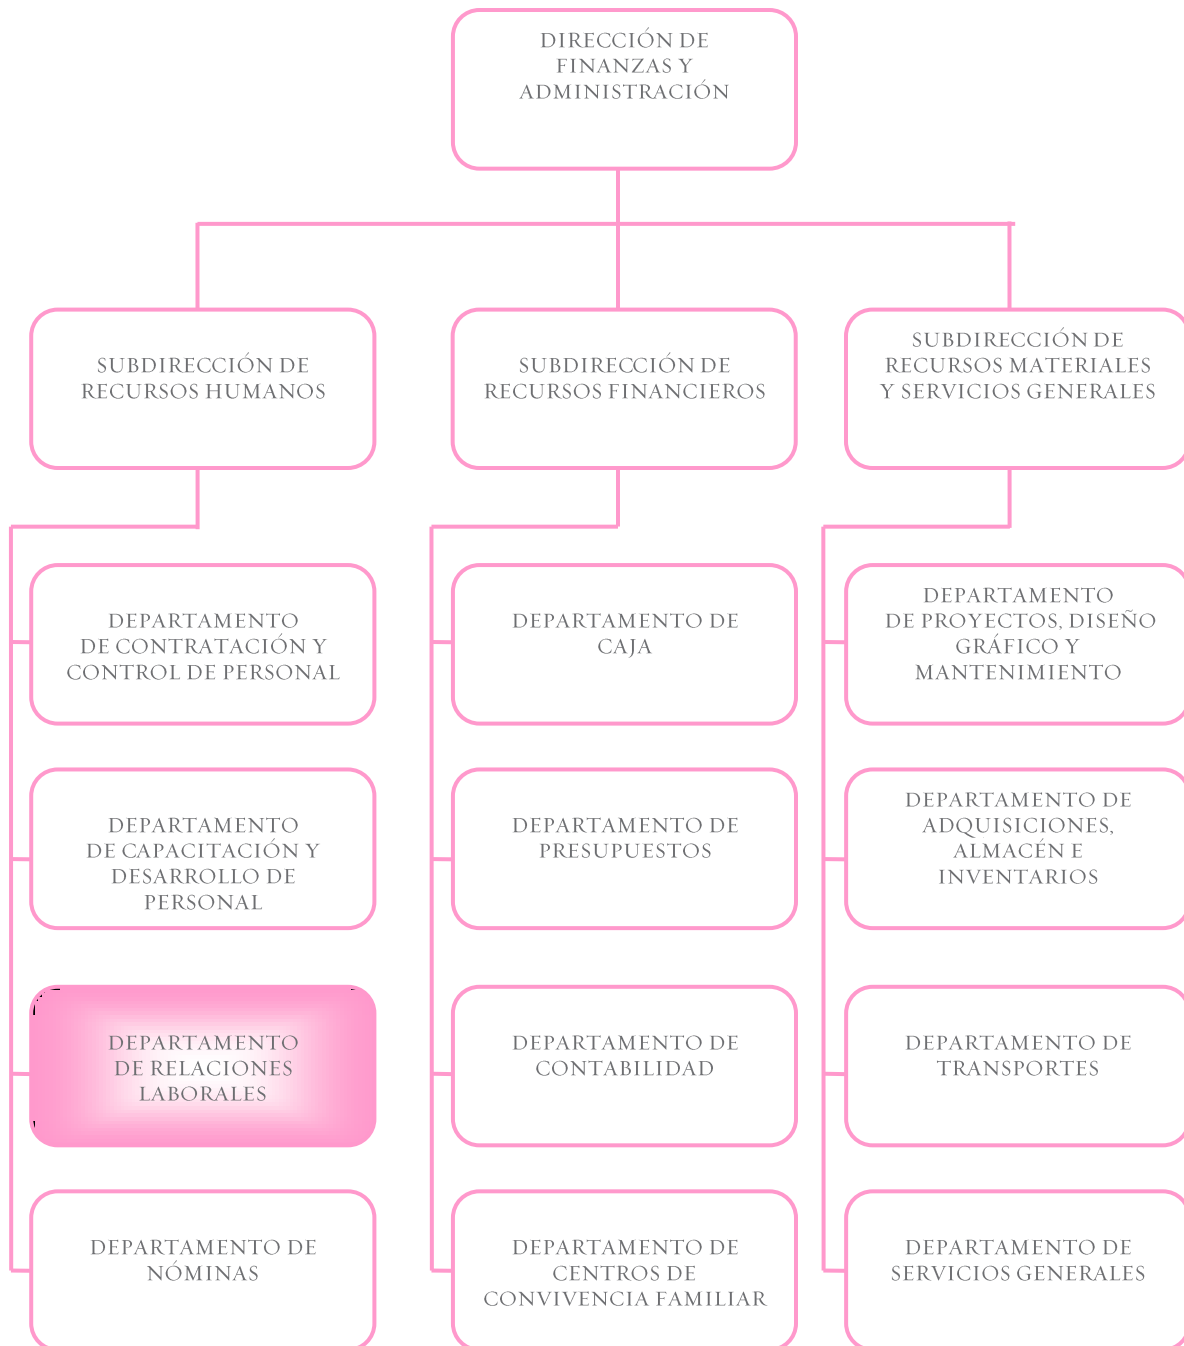 DIRECCIÓN DE
FINANZAS Y
ADMINISTRACIÓN
SUBDIRECCIÓN DE
RECURSOS HUMANOS
SUBDIRECCIÓN DE
RECURSOS FINANCIEROS
SUBDIRECCIÓN DE
RECURSOS MATERIALES
Y SERVICIOS GENERALES
DEPARTAMENTO
DE CONTRATACIÓN Y
CONTROL DE PERSONAL
DEPARTAMENTO DE
CAJA
DEPARTAMENTO
DE PROYECTOS, DISEÑO
GRÁFICO Y
MANTENIMIENTO
DEPARTAMENTO
DE CAPACITACIÓN Y
DESARROLLO DE
PERSONAL
DEPARTAMENTO DE
PRESUPUESTOS
DEPARTAMENTO DE
ADQUISICIONES,
ALMACÉN E
INVENTARIOS
DEPARTAMENTO
DE RELACIONES
LABORALES
DEPARTAMENTO DE
CONTABILIDAD
DEPARTAMENTO DE
TRANSPORTES
DEPARTAMENTO DE
NÓMINAS
DEPARTAMENTO DE
CENTROS DE
CONVIVENCIA FAMILIAR
DEPARTAMENTO DE
SERVICIOS GENERALES